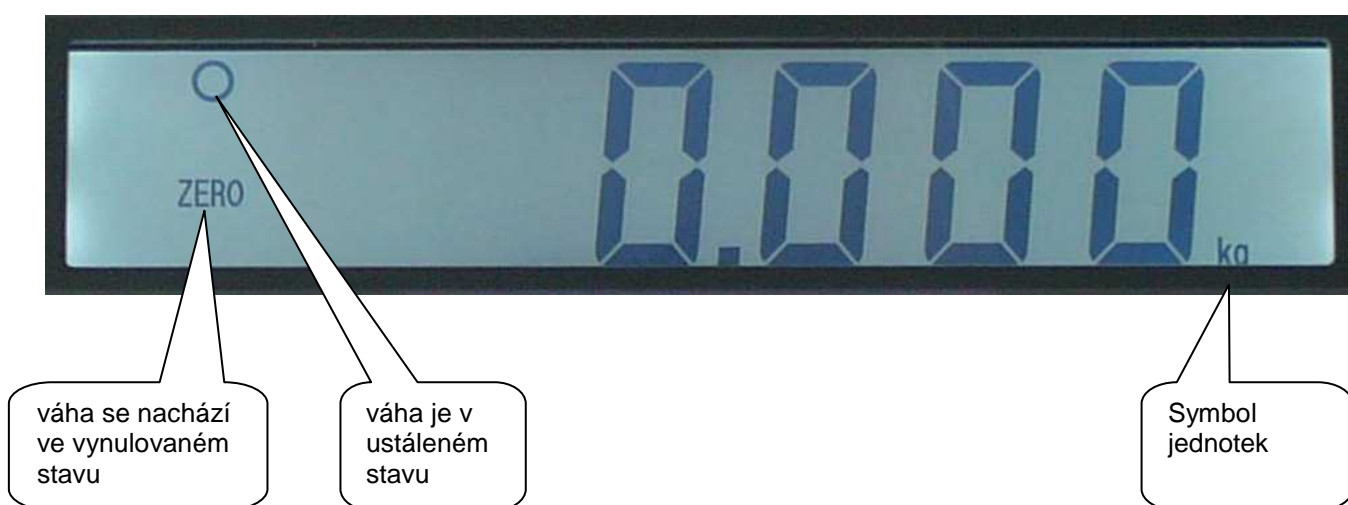 0.000
ZERO
kg
váha se nachází
ve vynulovaném
stavu
váha je v
ustáleném
stavu
Symbol
jednotek